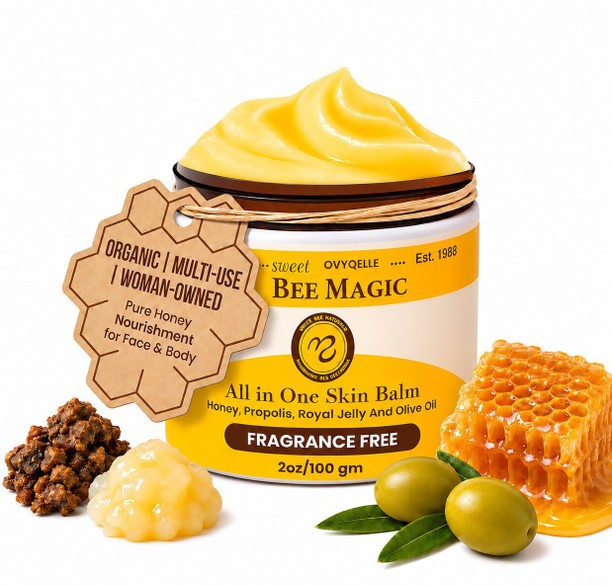 ORGANIC | MULTI-USE
| WOMAN-OWNED
Pure Honey
Nourishment
for Face & Body
sweet OVYQELLE .... Est. 1988
BEE MAGIC
All in One Skin Balm
Honey, Propolis, Royal Jelly And Olive Oil
FRAGRANCE FREE
2oz/100 gm